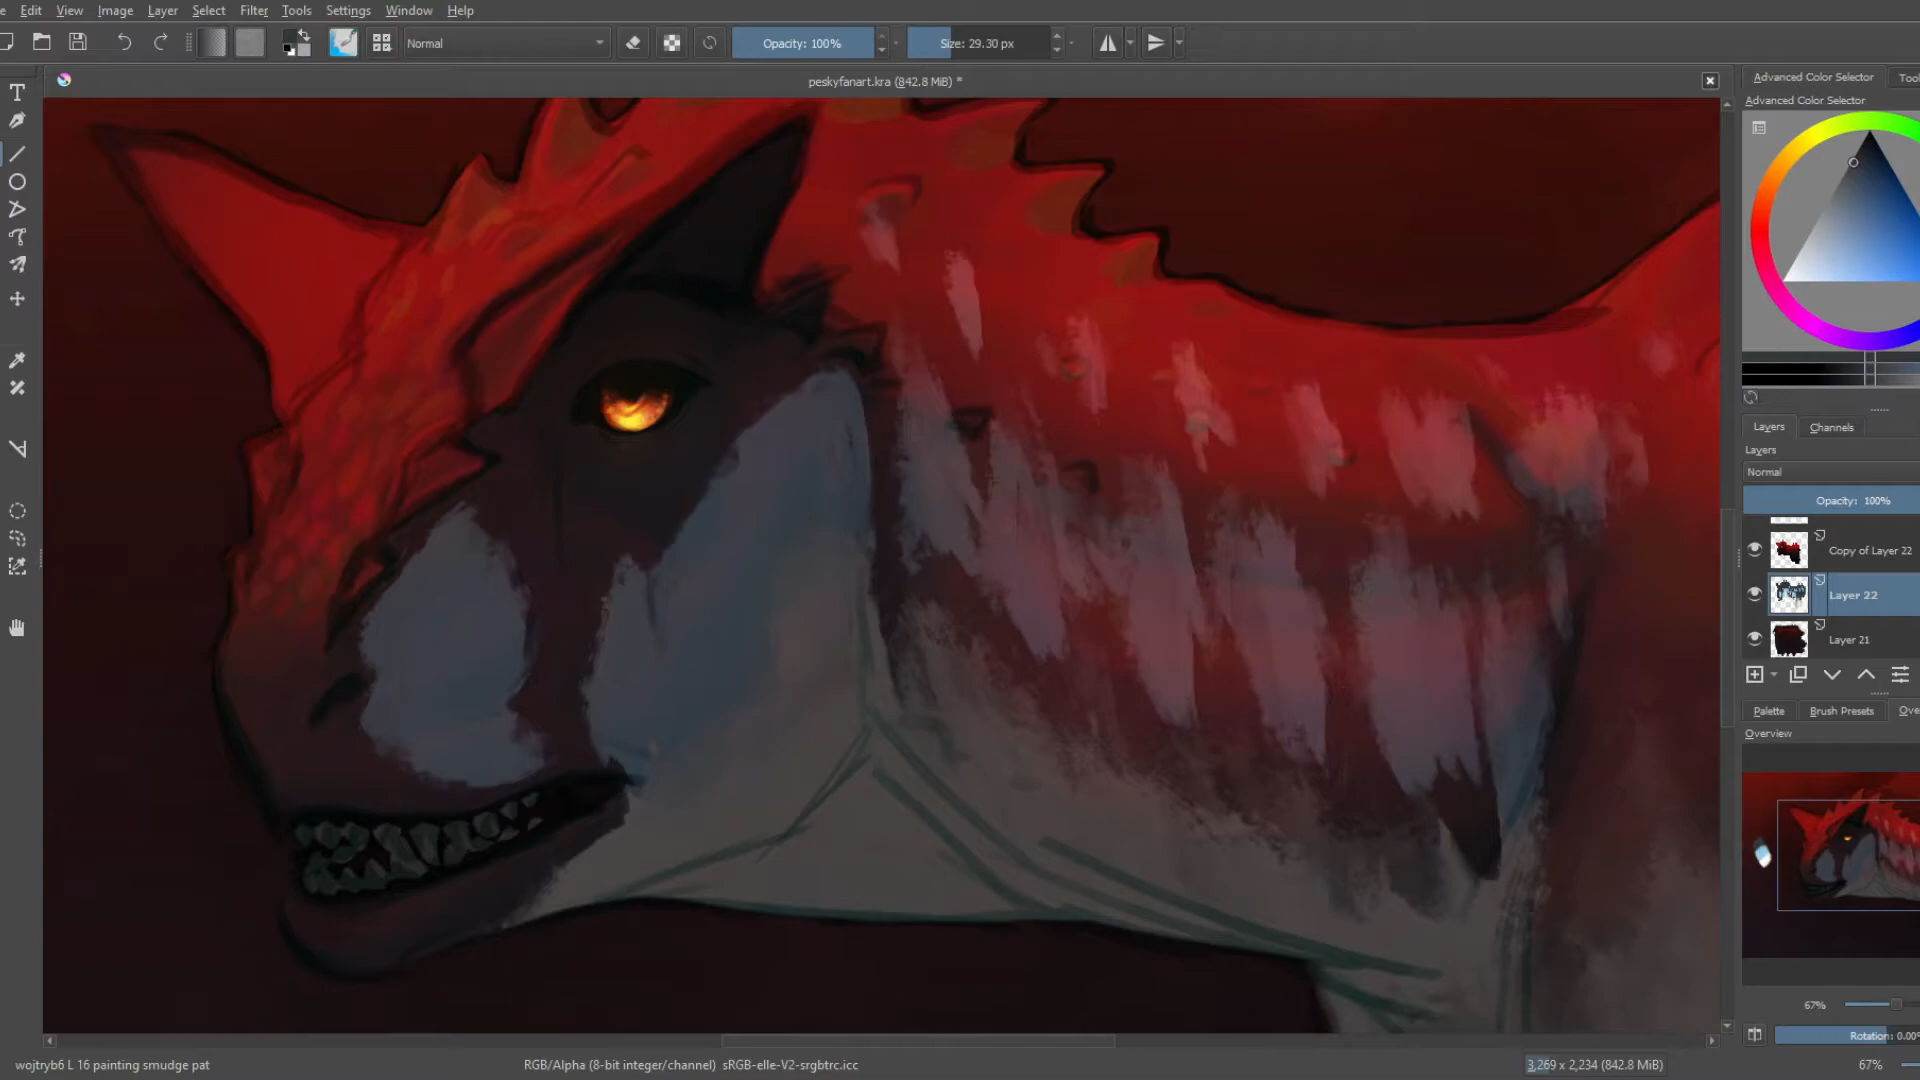 Edit View Image Layer Select Filter Tools Settings Window Help
Normal Opacity: 100% Size: 29.30 px
peskyfanart.kra (842.8 MiB) *
Advanced Color Selector Tool
Advanced Color Selector
Layers Channels
Layers
Normal
Opacity: 100%
Copy of Layer 22
Layer 22
Layer 21
Palette Brush Presets Ove
Overview
67%
Rotation: 0.00°
wojtryb6 L 16 painting smudge pat RGB/Alpha (8-bit integer/channel) sRGB-elle-V2-srgbtrc.icc 3,269 x 2,234 (842.8 MiB) 67%